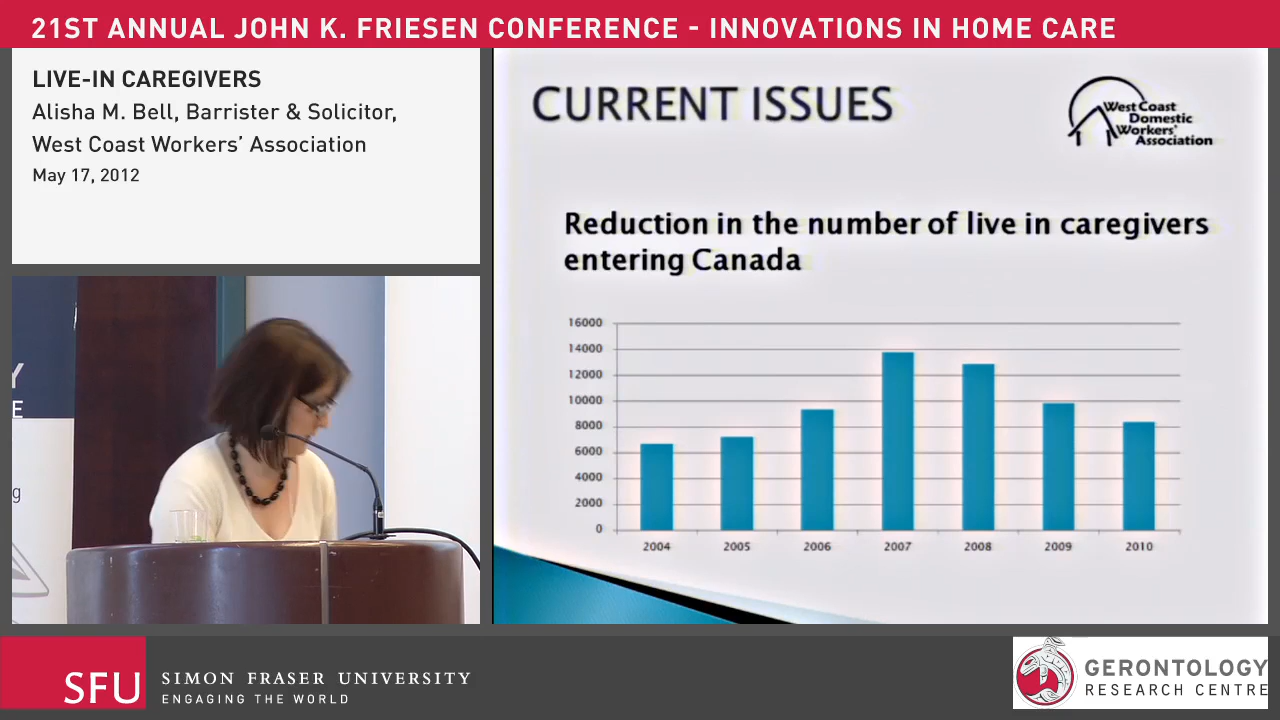 21ST ANNUAL JOHN K. FRIESEN CONFERENCE - INNOVATIONS IN HOME CARE
LIVE-IN CAREGIVERS
Alisha M. Bell, Barrister & Solicitor,
West Coast Workers' Association
May 17, 2012
Y
E
g
CURRENT ISSUES
West Coast
Domestic
Workers'
Association
Reduction in the number of live in caregivers
entering Canada
16000
14000
12000
10000
8000
6000
4000
2000
0
2004 2005 2006 2007 2008 2009 2010
SFU
SIMON FRASER UNIVERSITY
ENGAGING THE WORLD
GERONTOLOGY
RESEARCH CENTRE